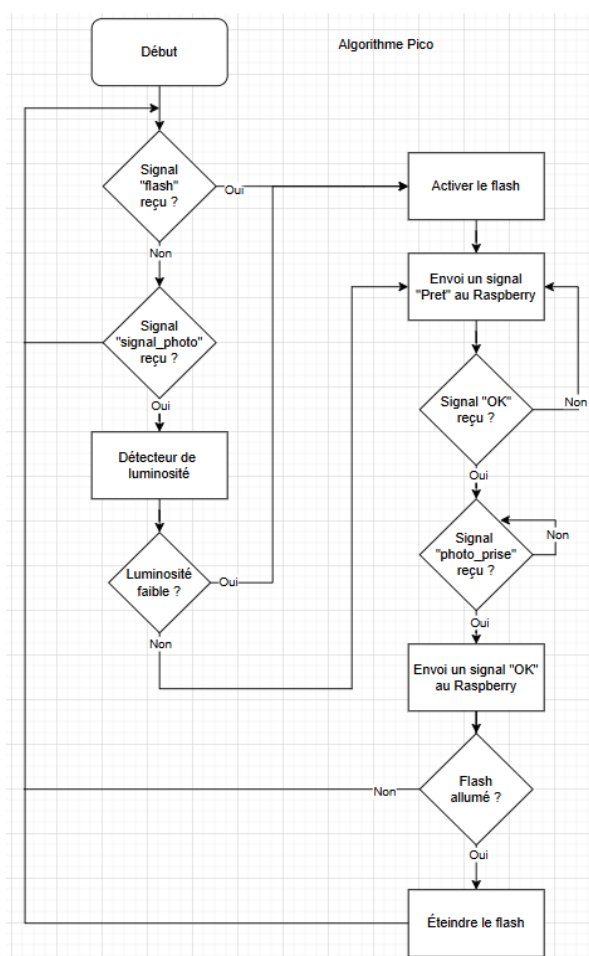 Début
Algorithme Pico
Signal
"flash"
reçu ?
Oui
Activer le flash
Non
Envoi un signal
"Pret" au Raspberry
Signal
"signal_photo"
reçu ?
Signal "OK"
reçu ?
Non
Oui
Détecteur de
luminosité
Oui
Signal
"photo_prise"
reçu ?
Non
Luminosité
faible ?
Oui
Oui
Non
Envoi un signal "OK"
au Raspberry
Flash
allumé ?
Non
Oui
Éteindre le flash